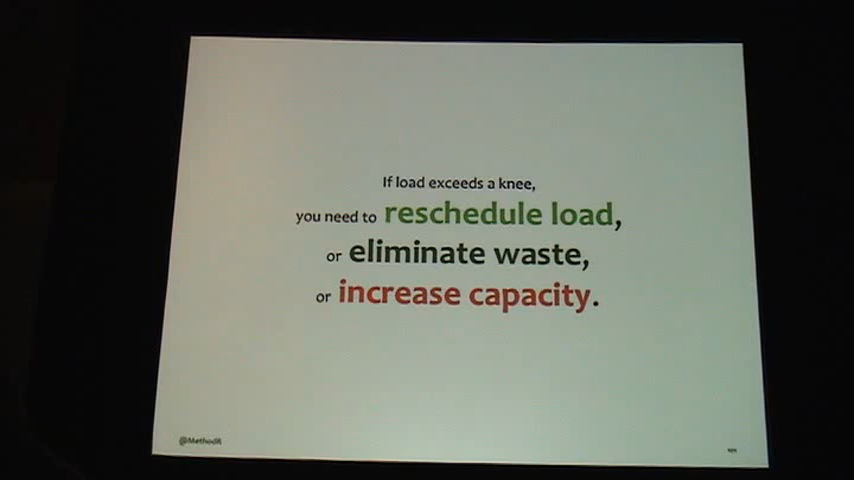 If load exceeds a knee,
you need to reschedule load,
or eliminate waste,
or increase capacity.
@MethodR